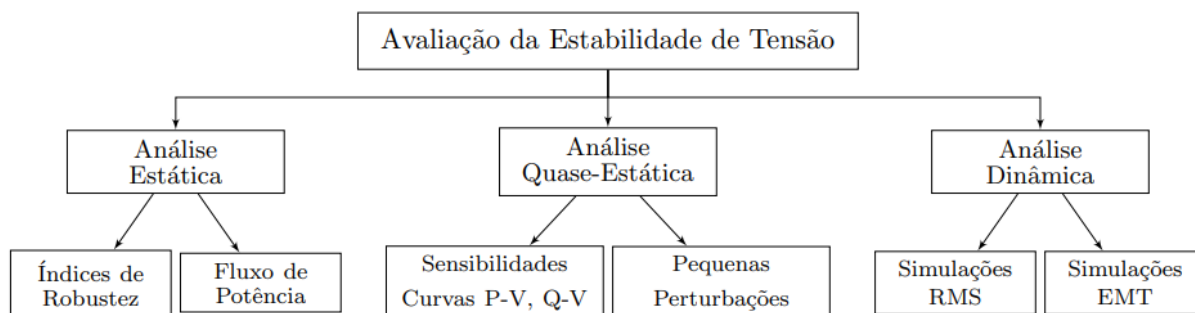 Avaliação da Estabilidade de Tensão
Análise
Estática
Análise
Quase-Estática
Análise
Dinâmica
Índices de
Robustez
Fluxo de
Potência
Sensibilidades
Curvas P-V, Q-V
Pequenas
Perturbações
Simulações
RMS
Simulações
EMT